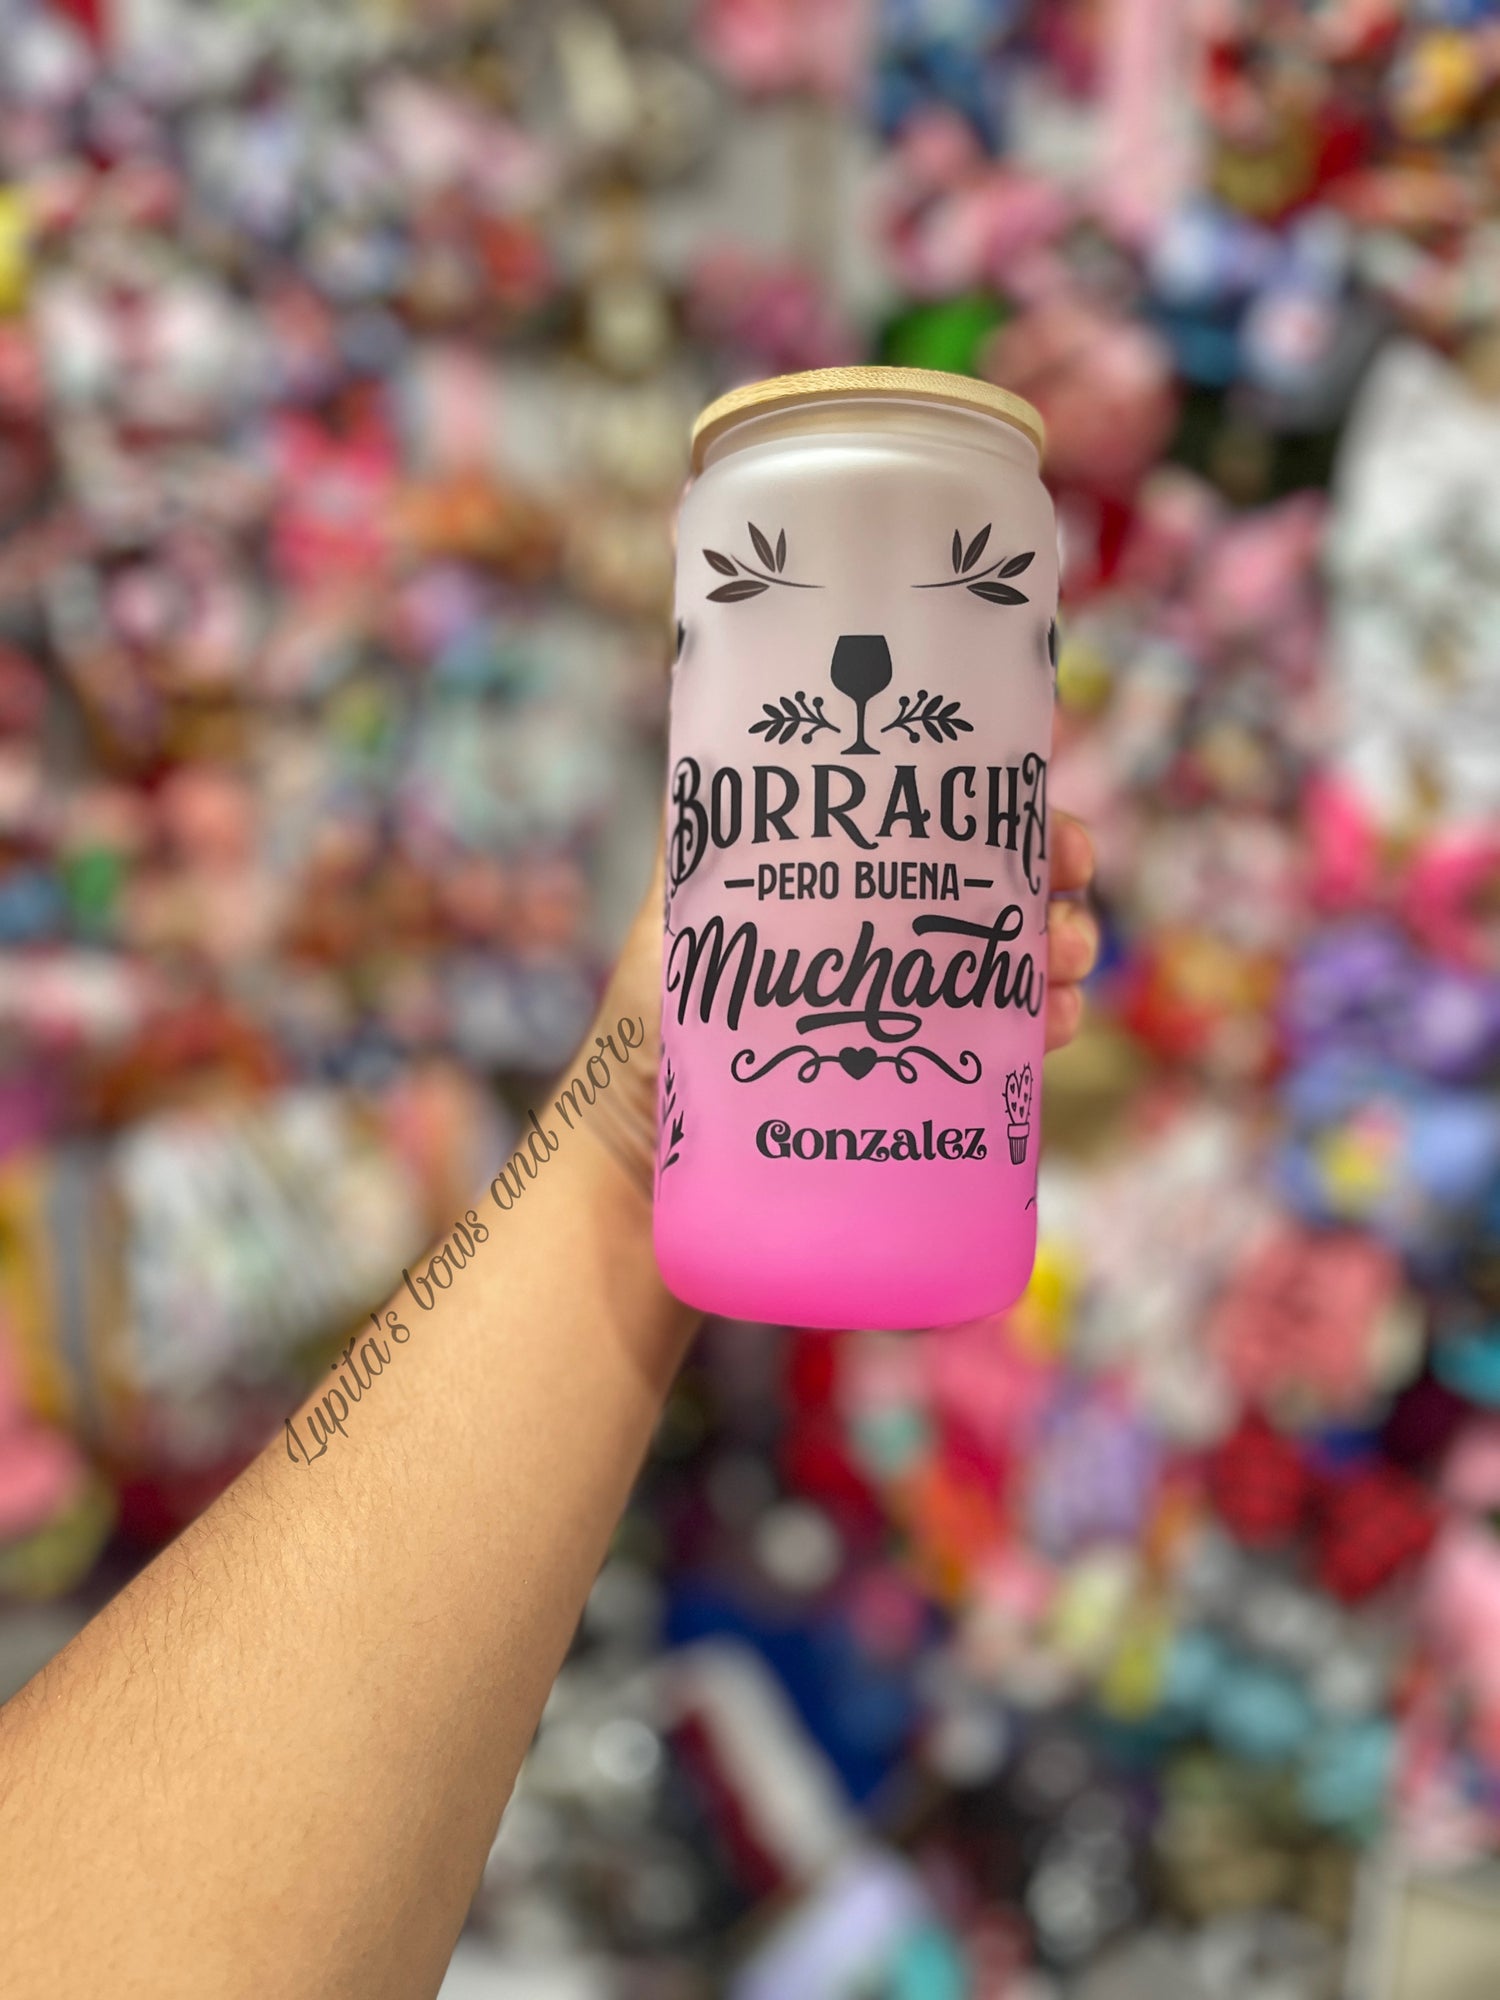 BORRACHA
PERO BUENA
Muchacha
Gonzalez
Lupita's bows and more